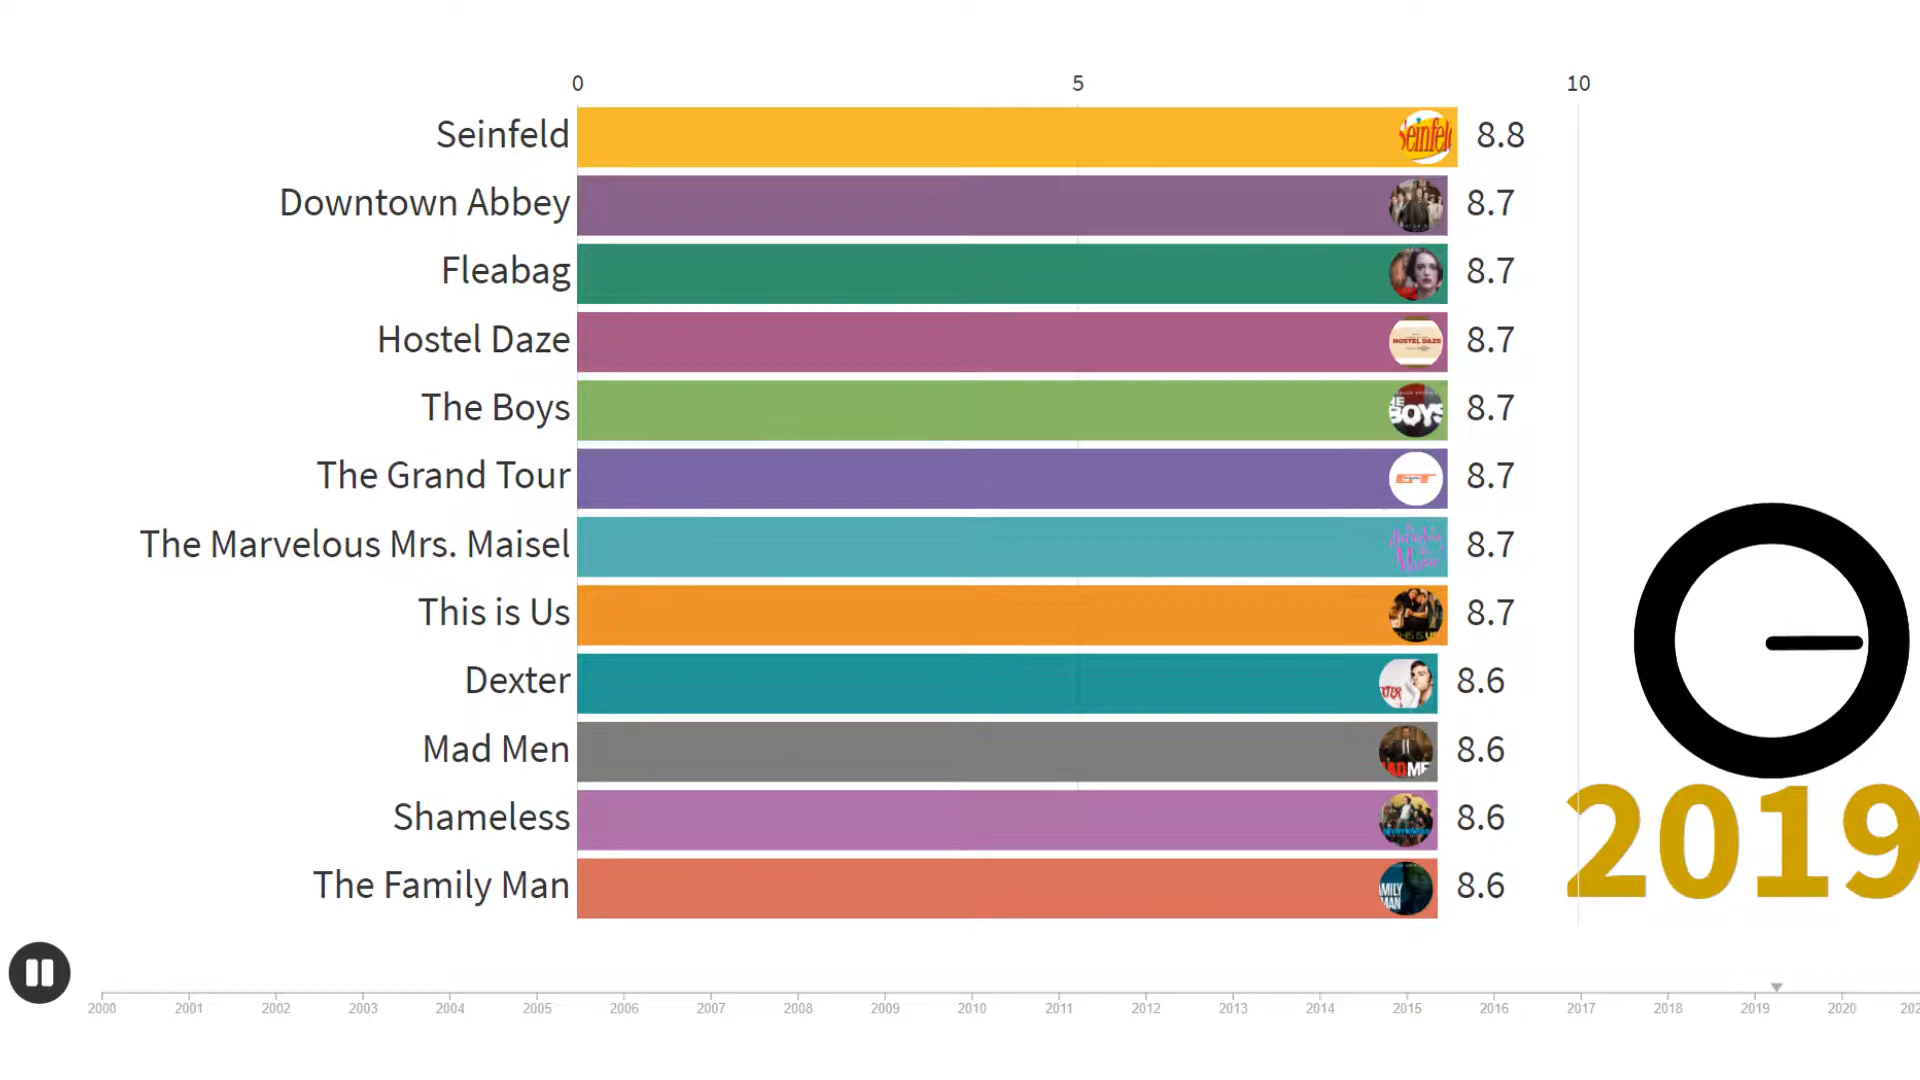 0 5 10
Seinfeld 8.8
Downtown Abbey 8.7
Fleabag 8.7
Hostel Daze HOSTEL DAZE 8.7
The Boys BOYS 8.7
The Grand Tour 8.7
The Marvelous Mrs. Maisel 8.7
This is Us 8.7
Dexter 8.6
Mad Men 8.6
Shameless 8.6
The Family Man 8.6
2019
2000 2001 2002 2003 2004 2005 2006 2007 2008 2009 2010 2011 2012 2013 2014 2015 2016 2017 2018 2019 2020